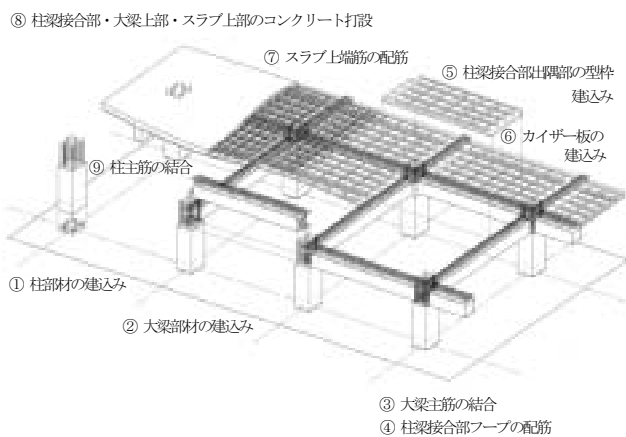 ⑧ 柱梁接合部・大梁上部・スラブ上部のコンクリート打設
⑦ スラブ上端筋の配筋
⑤ 柱梁接合部出隅部の型枠
建込み
⑥ カイザー板の
建込み
⑨ 柱主筋の結合
① 柱部材の建込み
② 大梁部材の建込み
③ 大梁主筋の結合
④ 柱梁接合部フープの配筋